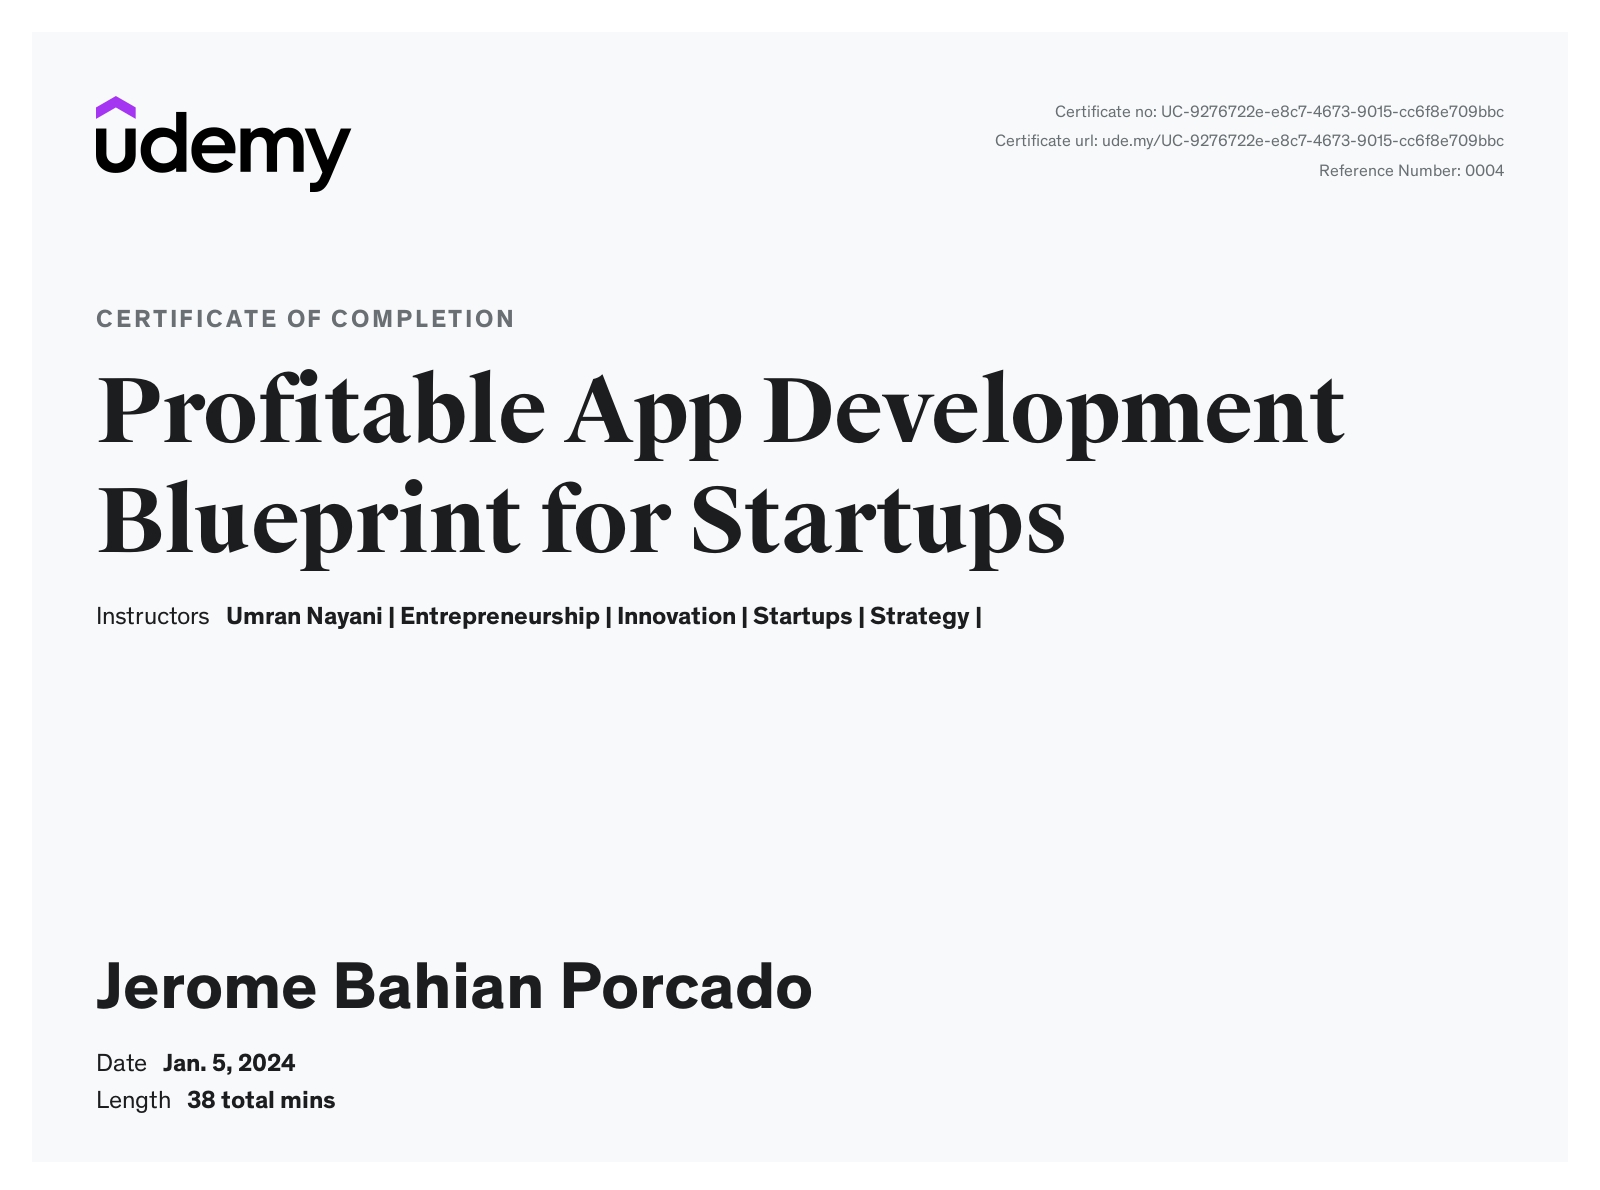 udemy
Certificate no: UC-9276722e-e8c7-4673-9015-cc6f8e709bbc
Certificate url: ude.my/UC-9276722e-e8c7-4673-9015-cc6f8e709bbc
Reference Number: 0004
CERTIFICATE OF COMPLETION
Profitable App Development
Blueprint for Startups
Instructors Umran Nayani | Entrepreneurship | Innovation | Startups | Strategy |
Jerome Bahian Porcado
Date Jan. 5, 2024
Length 38 total mins